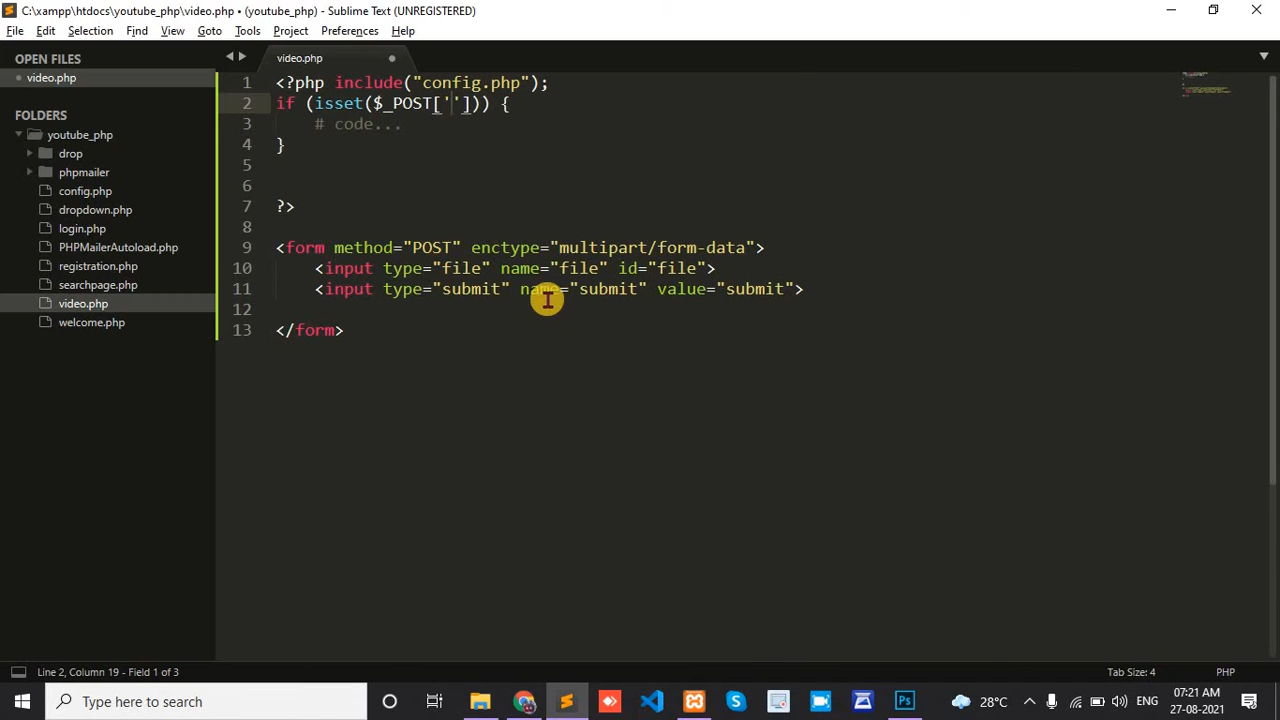 C:\xampp\htdocs\youtube_php\video.php • (youtube_php) - Sublime Text (UNREGISTERED)
File Edit Selection Find View Goto Tools Project Preferences Help
OPEN FILES
video.php
FOLDERS
youtube_php
drop
phpmailer
config.php
dropdown.php
login.php
PHPMailerAutoload.php
registration.php
searchpage.php
video.php
welcome.php
video.php
1 <?php include("config.php");
2 if (isset($_POST[''])) {
3 # code...
4 }
5
6
7 ?>
8
9 <form method="POST" enctype="multipart/form-data">
10 <input type="file" name="file" id="file">
11 <input type="submit" name="submit" value="submit">
12
13 </form>
Line 2, Column 19 - Field 1 of 3
Tab Size: 4
PHP
Type here to search
28°C
ENG
07:21 AM
27-08-2021